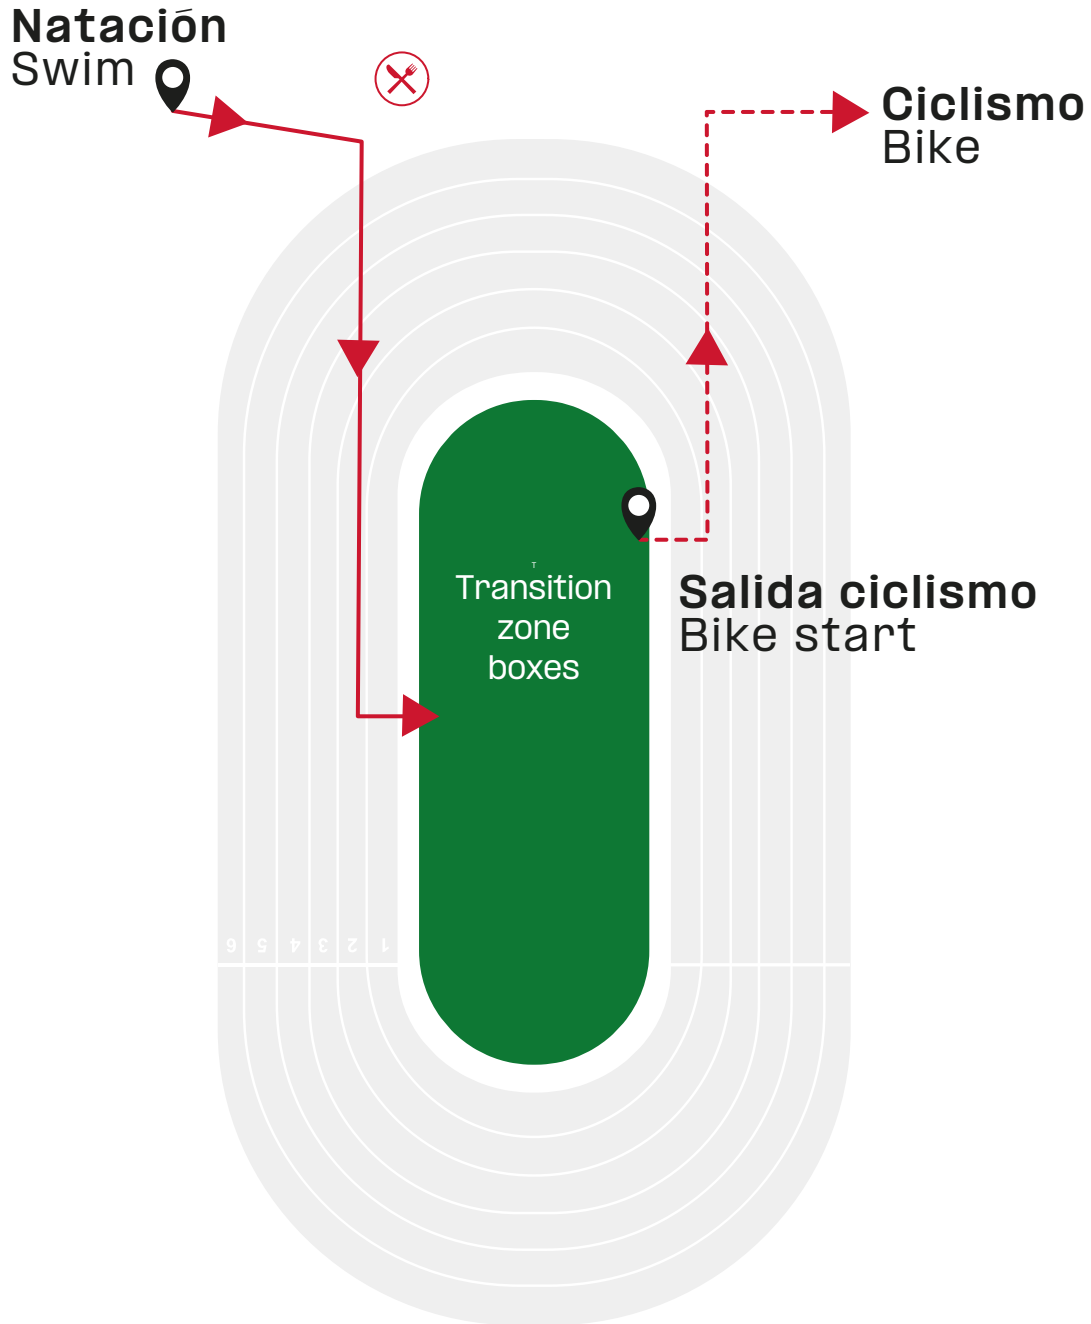 Natación
Swim
Ciclismo
Bike
T
Transition
zone
boxes
Salida ciclismo
Bike start
6 5 4 3 2 1